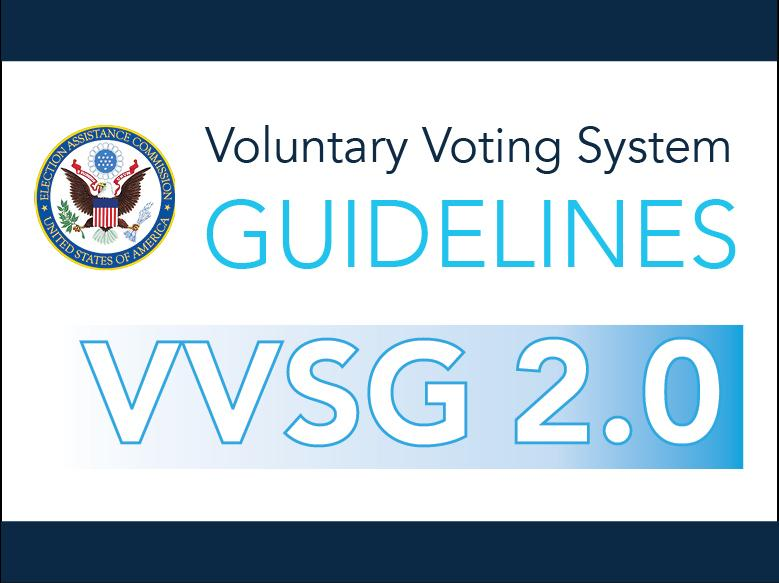 ELECTION ASSISTANCE COMMISSION
UNITED STATES OF AMERICA
Voluntary Voting System
GUIDELINES
VVSG 2.0